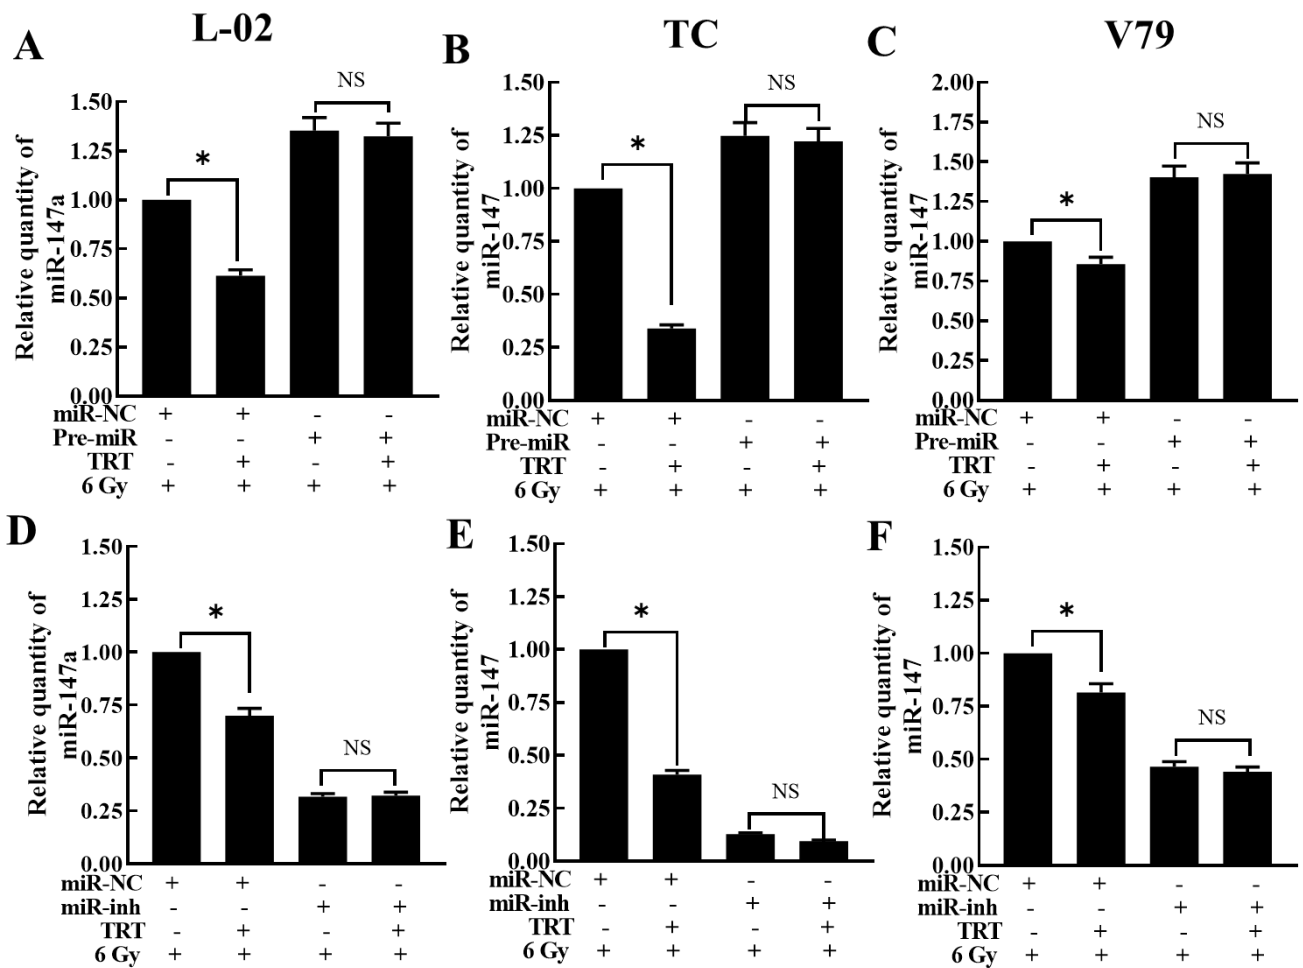 L-02
TC
V79
A
Relative quantity of
miR-147a
1.50
1.25
1.00
0.75
0.50
0.25
0.00
*
NS
miR-NC + + - -
Pre-miR - - + +
TRT - + - +
6 Gy + + + +
B
Relative quantity of
miR-147
1.50
1.25
1.00
0.75
0.50
0.25
0.00
*
NS
miR-NC + + - -
Pre-miR - - + +
TRT - + - +
6 Gy + + + +
C
Relative quantity of
miR-147
2.00
1.75
1.50
1.25
1.00
0.75
0.50
0.25
0.00
*
NS
miR-NC + + - -
Pre-miR - - + +
TRT - + - +
6 Gy + + + +
D
Relative quantity of
miR-147a
1.50
1.25
1.00
0.75
0.50
0.25
0.00
*
NS
miR-NC + + - -
miR-inh - - + +
TRT - + - +
6 Gy + + + +
E
Relative quantity of
miR-147
1.50
1.25
1.00
0.75
0.50
0.25
0.00
*
NS
miR-NC + + - -
miR-inh - - + +
TRT - + - +
6 Gy + + + +
F
Relative quantity of
miR-147
1.50
1.25
1.00
0.75
0.50
0.25
0.00
*
NS
miR-NC + + - -
miR-inh - - + +
TRT - + - +
6 Gy + + + +